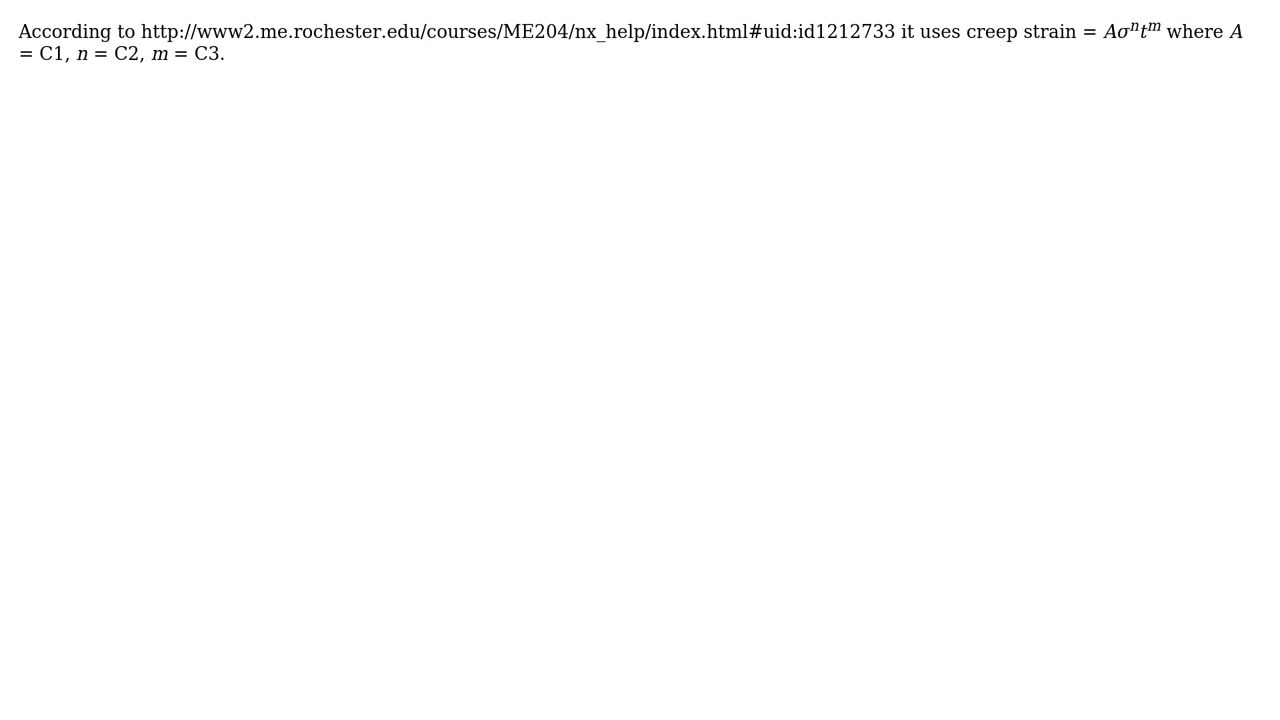 According to http://www2.me.rochester.edu/courses/ME204/nx_help/index.html#uid:id1212733 it uses creep strain = Aσⁿtᵐ where A
= C1, n = C2, m = C3.